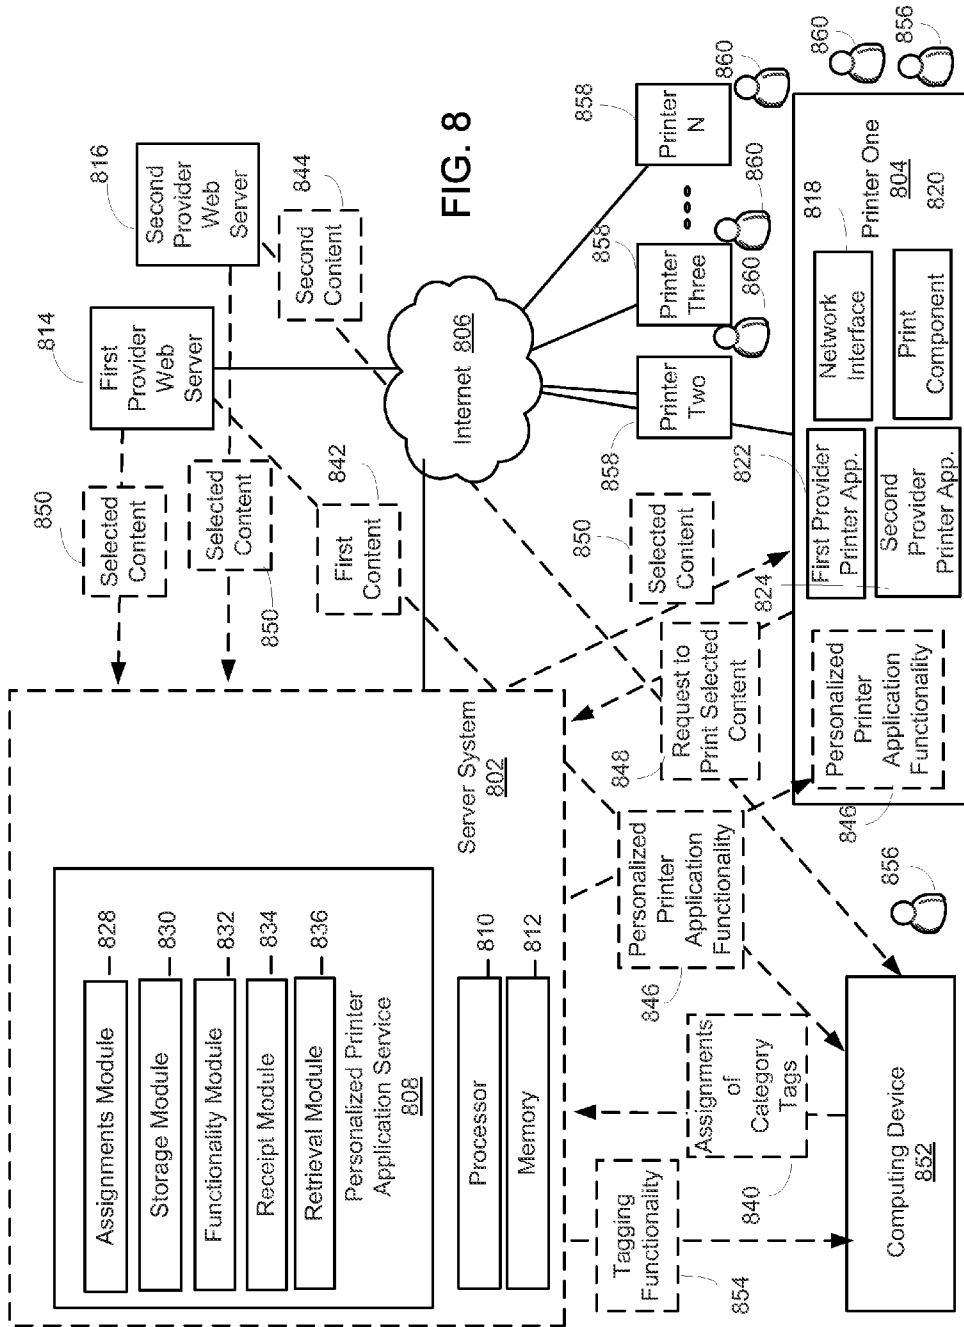 FIG. 8
Assignments Module
828
Storage Module
830
Functionality Module
832
Receipt Module
834
Retrieval Module
836
Personalized Printer
Application Service
808
Processor
810
Memory
812
Server System
802
850
Selected
Content
Selected
Content
850
814
First
Provider
Web
Server
816
Second
Provider
Web
Server
842
First
Content
844
Second
Content
Internet 806
Tagging
Functionality
854
Assignments
of
Category
Tags
840
Personalized
Printer
Application
Functionality
846
848
Request to
Print Selected
Content
850
Selected
Content
858
Printer
Two
860
858
Printer
Three
860
858
Printer
N
860
Computing Device
852
856
846
Personalized
Printer
Application
Functionality
822
First Provider
Printer App.
824
Second
Provider
Printer App.
818
Network
Interface
Print
Component
820
Printer One
804
860
856